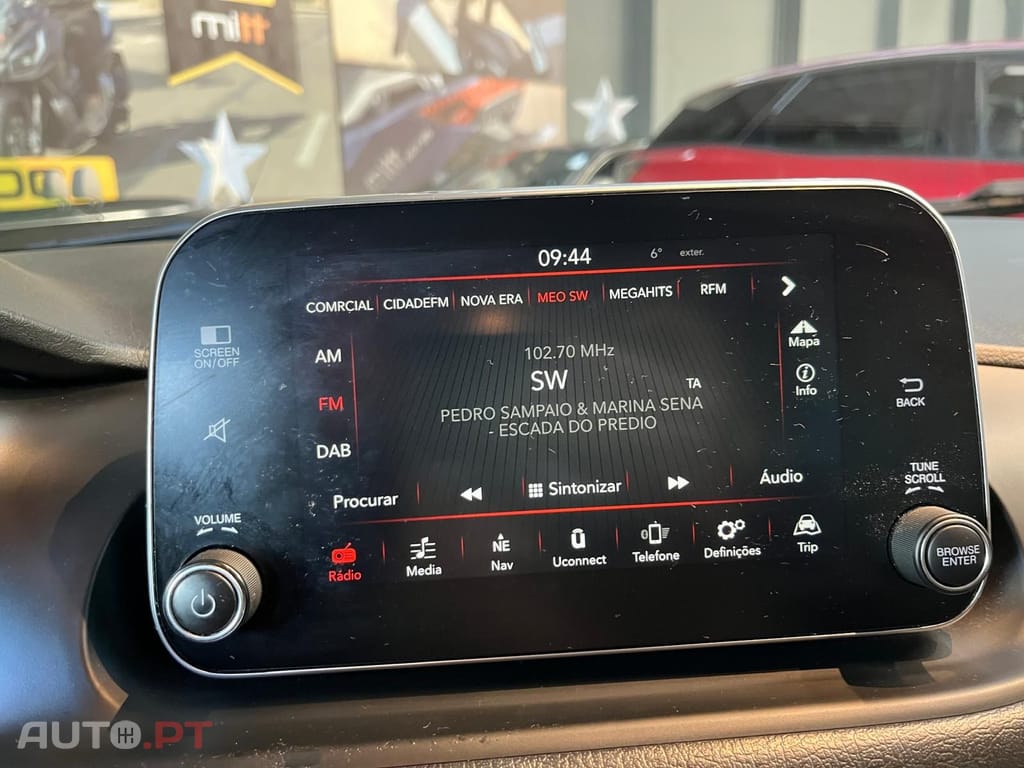 mitt
09:44
6° exter.
COMRCIAL CIDADEFM NOVA ERA MEO SW MEGAHITS RFM
SCREEN
ON/OFF
AM
FM
DAB
102.70 MHz
SW
TA
PEDRO SAMPAIO & MARINA SENA
- ESCADA DO PREDIO
Mapa
Info
BACK
Procurar
Sintonizar
Áudio
TUNE
SCROLL
VOLUME
BROWSE
ENTER
Rádio
Media
NE
Nav
Uconnect
Telefone
Definições
Trip
AUTO.PT